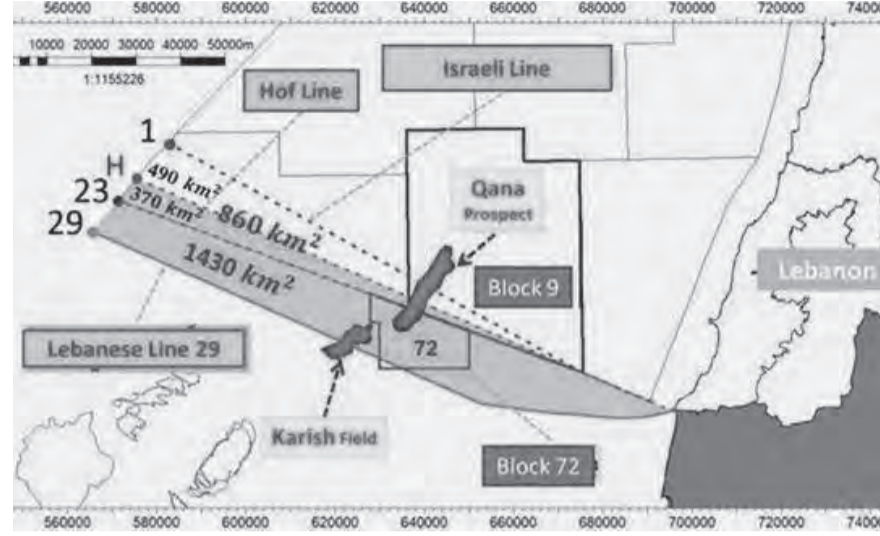 560000 580000 600000 620000 640000 660000 680000 700000 720000 74000
10000 20000 30000 40000 50000m
1:1155226
Hof Line
Israeli Line
1
H
23
29
490 km²
370 km²
860 km²
1430 km²
Qana
Prospect
Block 9
Lebanon
Lebanese Line 29
72
Karish Field
Block 72
560000 580000 600000 620000 640000 660000 680000 700000 720000 74000